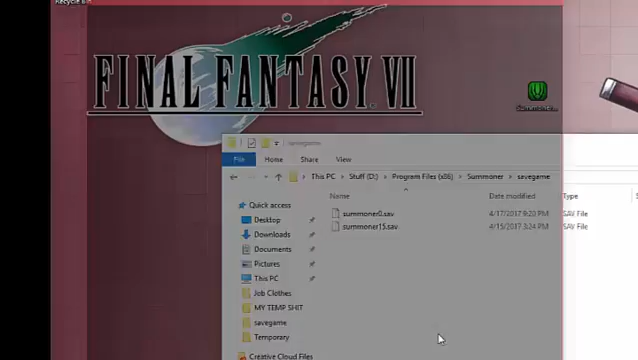 Recycle Bin
FINAL FANTASY VII
savegame
File Home Share View
This PC Stuff (D:) Program Files (x86) Summoner savegame
Name Date modified Type
Quick access
summoner0.sav 4/17/2017 9:20 PM SAV File
Desktop
summoner15.sav 4/15/2017 3:24 PM SAV File
Downloads
Documents
Pictures
This PC
Job Clothes
MY TEMP SHIT
savegame
Temporary
Creative Cloud Files